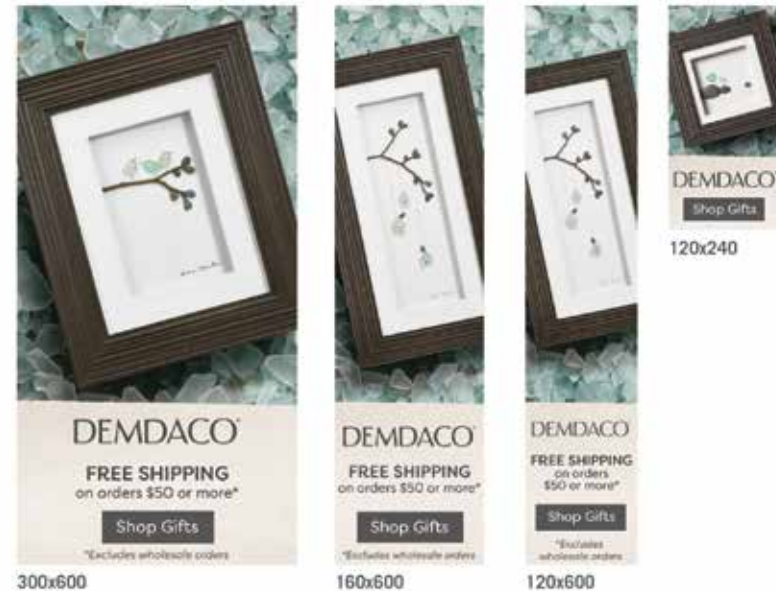 DEMDACO
FREE SHIPPING
on orders $50 or more*
Shop Gifts
*Excludes wholesale orders
300x600
DEMDACO
FREE SHIPPING
on orders $50 or more*
Shop Gifts
*Excludes wholesale orders
160x600
DEMDACO
FREE SHIPPING
on orders
$50 or more*
Shop Gifts
*Excludes
wholesale orders
120x600
DEMDACO
Shop Gifts
120x240